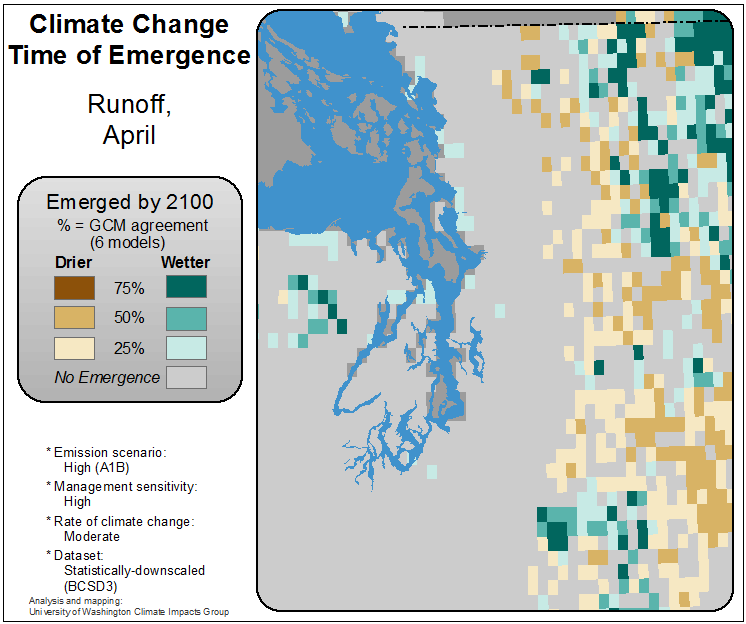 Climate Change
Time of Emergence
Runoff,
April
Emerged by 2100
% = GCM agreement
(6 models)
Drier Wetter
75%
50%
25%
No Emergence
* Emission scenario:
High (A1B)
* Management sensitivity:
High
* Rate of climate change:
Moderate
* Dataset:
Statistically-downscaled
(BCSD3)
Analysis and mapping:
University of Washington Climate Impacts Group